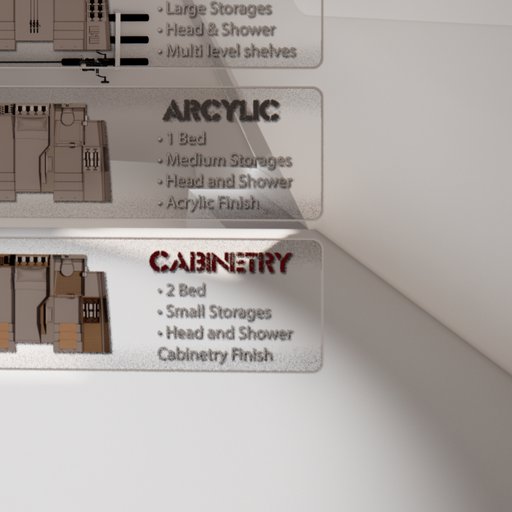 • Large Storages
• Head & Shower
• Multi level shelves
ARCYLIC
• 1 Bed
• Medium Storages
• Head and Shower
• Acrylic Finish
CABINETRY
• 2 Bed
• Small Storages
• Head and Shower
Cabinetry Finish